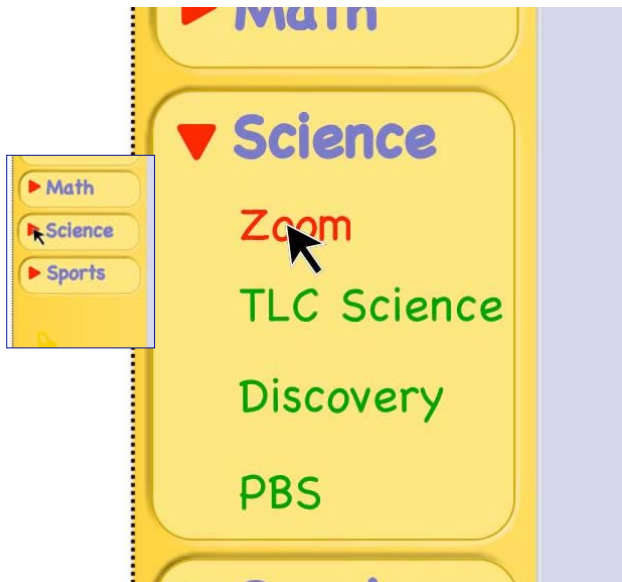 Math
Science
Zoom
TLC Science
Discovery
PBS
Math
Science
Sports